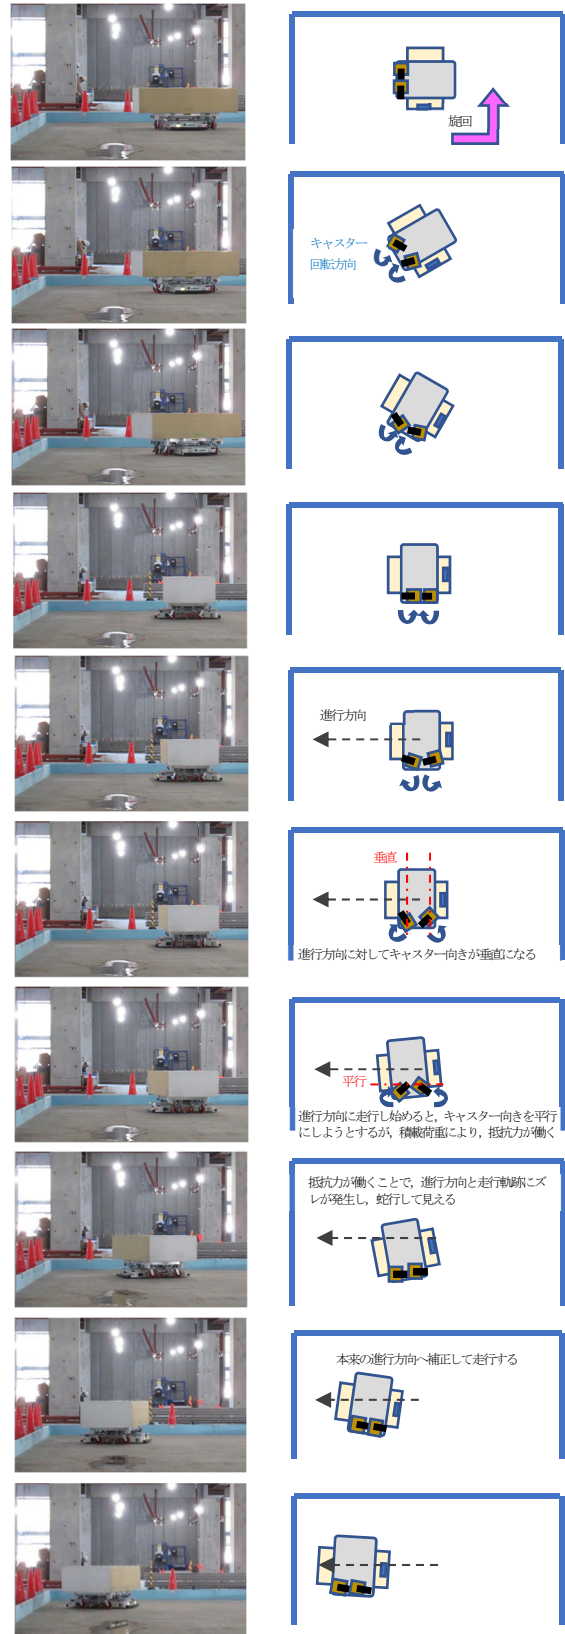 旋回
キャスター
回転方向
進行方向
垂直
進行方向に対してキャスター向きが垂直になる
平行
進行方向に走行し始めると，キャスター向きを平行
にしようとするが，積載荷重により，抵抗力が働く
抵抗力が働くことで，進行方向と走行軌跡にズ
レが発生し，蛇行して見える
本来の進行方向へ補正して走行する